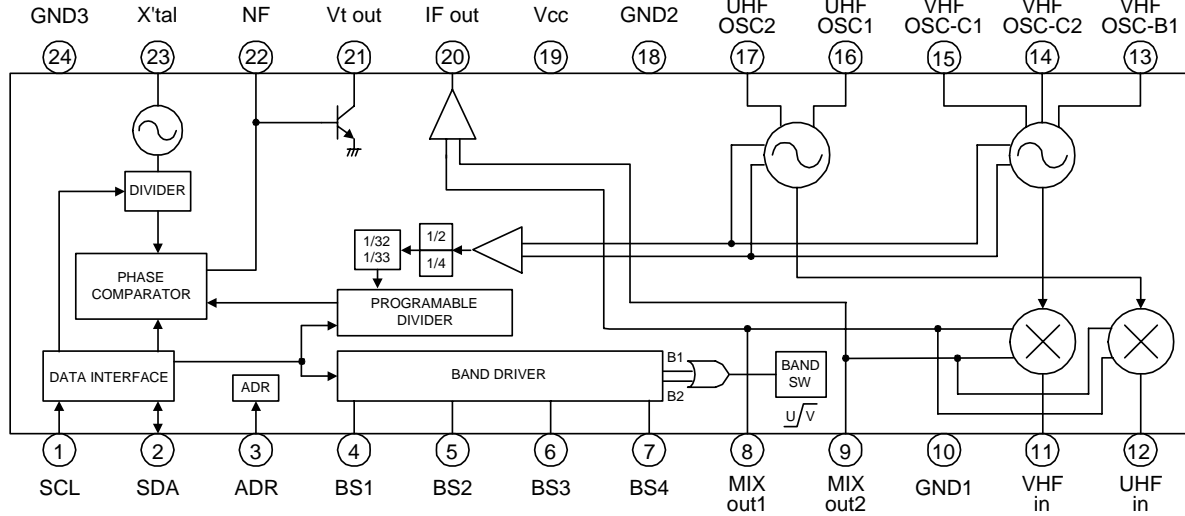 GND3 X'tal NF Vt out IF out Vcc GND2 UHF OSC2 UHF OSC1 VHF OSC-C1 VHF OSC-C2 VHF OSC-B1
24 23 22 21 20 19 18 17 16 15 14 13
DIVIDER
1/32
1/33
1/2
1/4
PHASE
COMPARATOR
PROGRAMABLE
DIVIDER
DATA INTERFACE
ADR
BAND DRIVER
B1
B2
BAND
SW
U/V
1 2 3 4 5 6 7 8 9 10 11 12
SCL SDA ADR BS1 BS2 BS3 BS4 MIX out1 MIX out2 GND1 VHF in UHF in